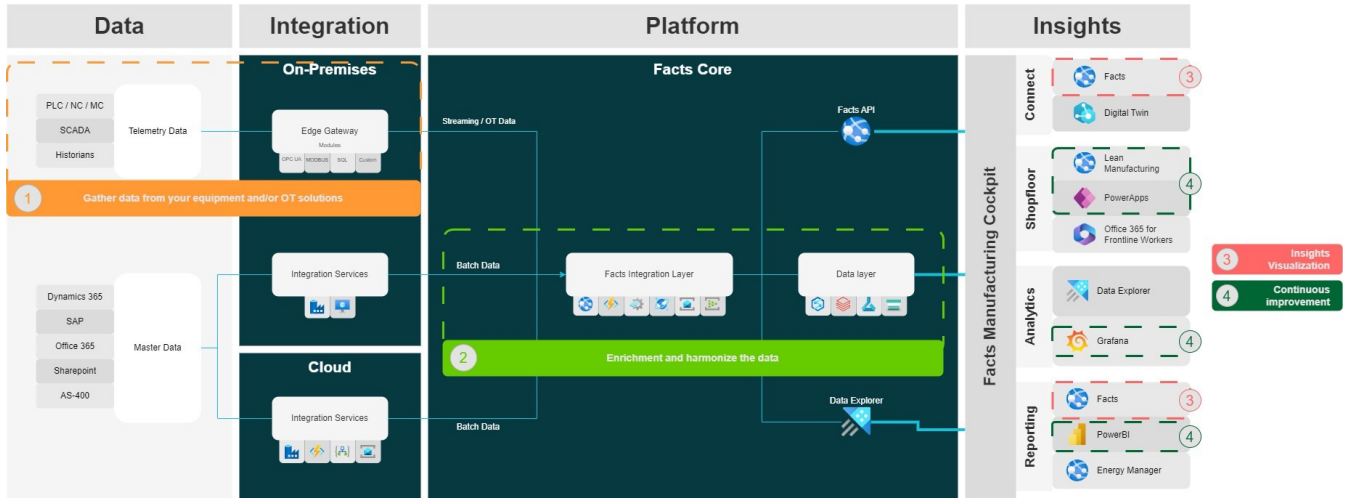 Data
Integration
Platform
Insights
On-Premises
Facts Core
PLC / NC / MC
SCADA
Historians
Telemetry Data
Edge Gateway
Modules
OPC UA
MODBUS
SQL
Custom
Streaming / OT Data
Facts API
1
Gather data from your equipment and/or OT solutions
Dynamics 365
SAP
Office 365
Sharepoint
AS-400
Master Data
Integration Services
Batch Data
Facts Integration Layer
Data layer
2
Enrichment and harmonize the data
Cloud
Integration Services
Batch Data
Data Explorer
Facts Manufacturing Cockpit
Connect
Facts
3
Digital Twin
Shopfloor
Lean
Manufacturing
PowerApps
4
Office 365 for
Frontline Workers
Analytics
Data Explorer
Grafana
4
Reporting
Facts
3
PowerBI
4
Energy Manager
3
Insights
Visualization
4
Continuous
improvement